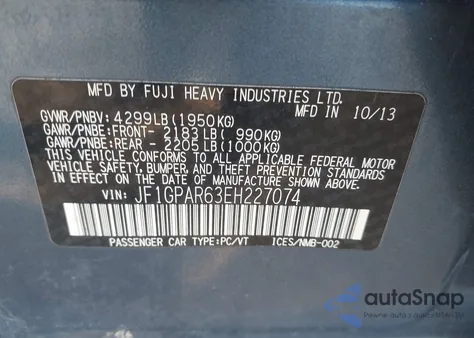 MFD BY FUJI HEAVY INDUSTRIES LTD.
MFD IN 10/13
GVWR/PNBV: 4299LB(1950KG)
GAWR/PNBE:FRONT- 2183LB( 990KG)
GAWR/PNBE:REAR - 2205LB(1000KG)
THIS VEHICLE CONFORMS TO ALL APPLICABLE FEDERAL MOTOR
VEHICLE SAFETY, BUMPER, AND THEFT PREVENTION STANDARDS
IN EFFECT ON THE DATE OF MANUFACTURE SHOWN ABOVE.
VIN: JF1GPAR63EH227074
PASSENGER CAR TYPE:PC/VT ICES/NMB-002
autoSnap